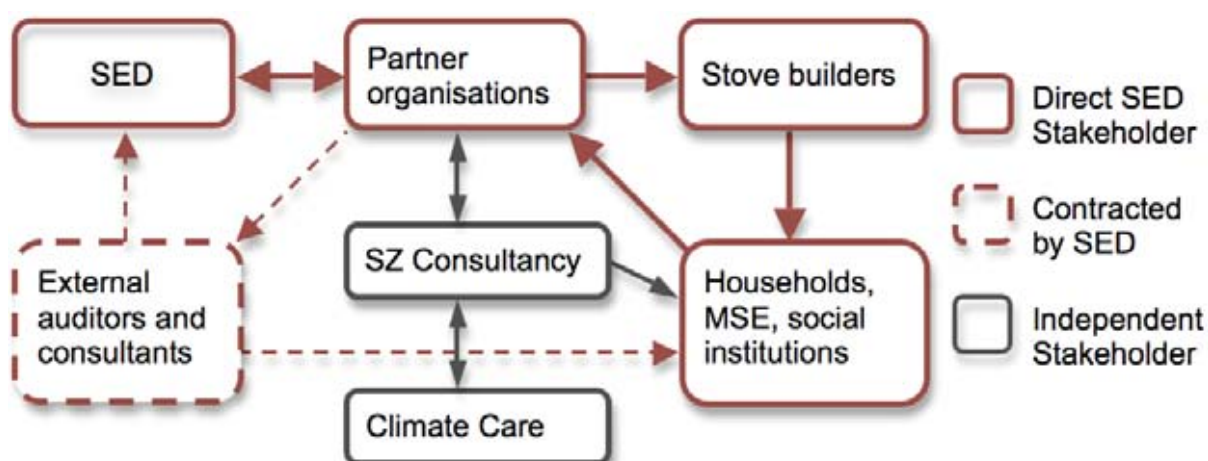 SED
Partner
organisations
Stove builders
Direct SED
Stakeholder
Contracted
by SED
Independent
Stakeholder
External
auditors and
consultants
SZ Consultancy
Households,
MSE, social
institutions
Climate Care